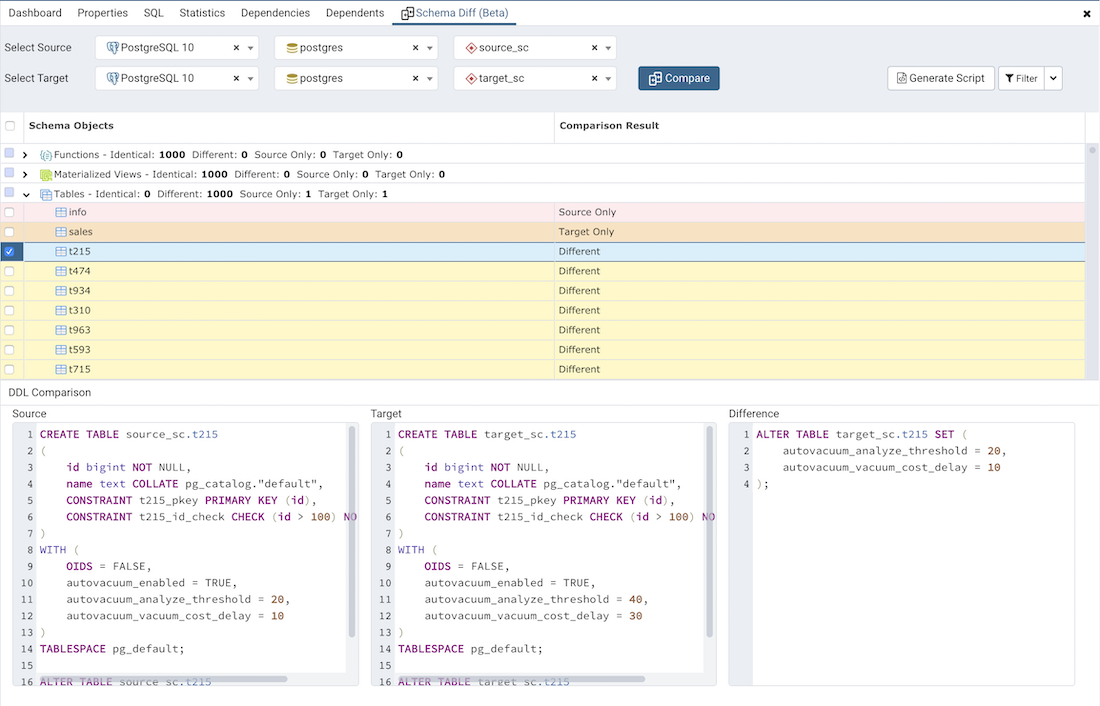 Dashboard Properties SQL Statistics Dependencies Dependents Schema Diff (Beta)
Select Source PostgreSQL 10 postgres source_sc
Select Target PostgreSQL 10 postgres target_sc Compare Generate Script Filter
Schema Objects Comparison Result
Functions - Identical: 1000 Different: 0 Source Only: 0 Target Only: 0
Materialized Views - Identical: 1000 Different: 0 Source Only: 0 Target Only: 0
Tables - Identical: 0 Different: 1000 Source Only: 1 Target Only: 1
info Source Only
sales Target Only
t215 Different
t474 Different
t934 Different
t310 Different
t963 Different
t593 Different
t715 Different
DDL Comparison
Source
1 CREATE TABLE source_sc.t215
2 (
3 id bigint NOT NULL,
4 name text COLLATE pg_catalog."default",
5 CONSTRAINT t215_pkey PRIMARY KEY (id),
6 CONSTRAINT t215_id_check CHECK (id > 100) NO
7 )
8 WITH (
9 OIDS = FALSE,
10 autovacuum_enabled = TRUE,
11 autovacuum_analyze_threshold = 20,
12 autovacuum_vacuum_cost_delay = 10
13 )
14 TABLESPACE pg_default;
15
16 ALTER TABLE source_sc.t215
Target
1 CREATE TABLE target_sc.t215
2 (
3 id bigint NOT NULL,
4 name text COLLATE pg_catalog."default",
5 CONSTRAINT t215_pkey PRIMARY KEY (id),
6 CONSTRAINT t215_id_check CHECK (id > 100) NO
7 )
8 WITH (
9 OIDS = FALSE,
10 autovacuum_enabled = TRUE,
11 autovacuum_analyze_threshold = 40,
12 autovacuum_vacuum_cost_delay = 30
13 )
14 TABLESPACE pg_default;
15
16 ALTER TABLE target_sc.t215
Difference
1 ALTER TABLE target_sc.t215 SET (
2 autovacuum_analyze_threshold = 20,
3 autovacuum_vacuum_cost_delay = 10
4 );